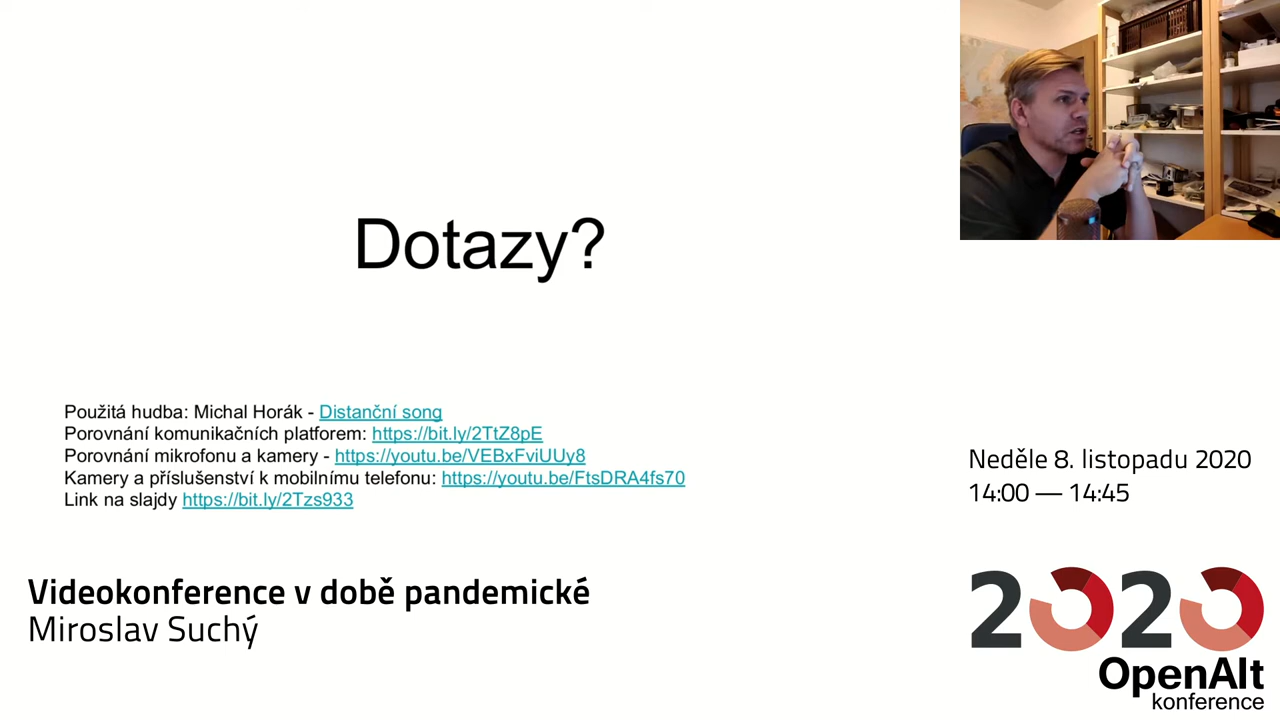 Dotazy?
Použitá hudba: Michal Horák - Distanční song
Porovnání komunikačních platforem: https://bit.ly/2TtZ8pE
Porovnání mikrofonu a kamery - https://youtu.be/VEBxFviUUy8
Kamery a příslušenství k mobilnímu telefonu: https://youtu.be/FtsDRA4fs70
Link na slajdy https://bit.ly/2Tzs933
Neděle 8. listopadu 2020
14:00 — 14:45
Videokonference v době pandemické
Miroslav Suchý
2020
OpenAlt
konference